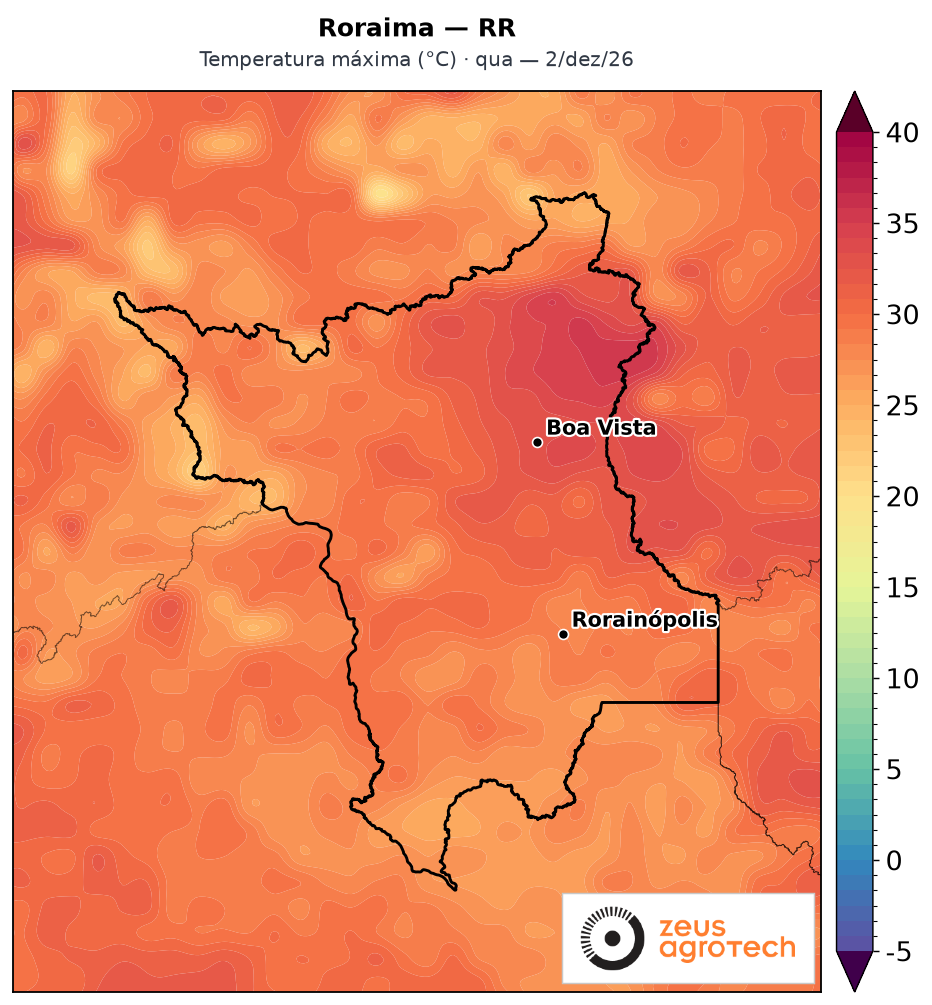 Roraima — RR
Temperatura máxima (°C) · qua — 2/dez/26
40
35
30
25
20
15
10
5
0
-5
Boa Vista
Rorainópolis
zeus
agrotech